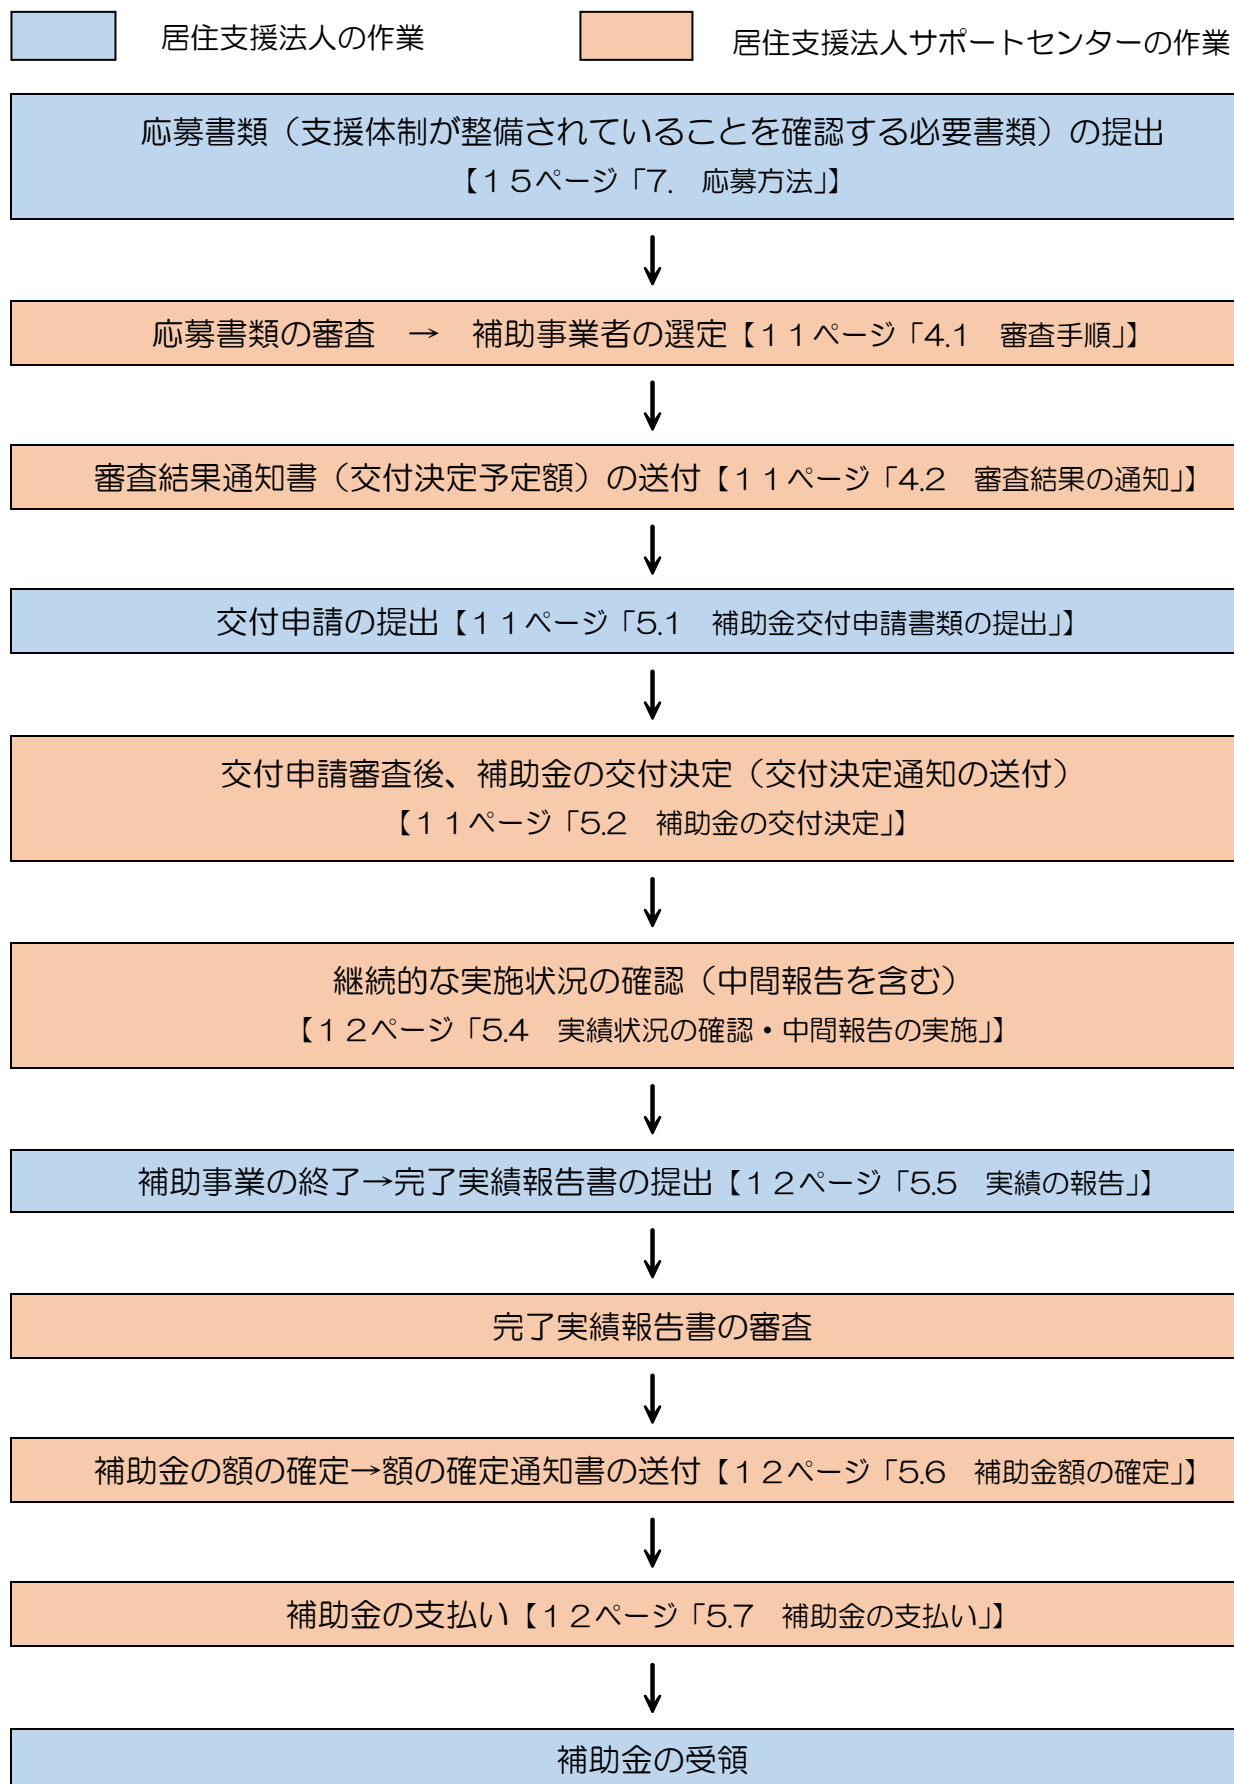 居住支援法人の作業
居住支援法人サポートセンターの作業
応募書類（支援体制が整備されていることを確認する必要書類）の提出
【１５ページ「7.　応募方法」】
↓
応募書類の審査　→　補助事業者の選定【１１ページ「4.1　審査手順」】
↓
審査結果通知書（交付決定予定額）の送付【１１ページ「4.2　審査結果の通知」】
↓
交付申請の提出【１１ページ「5.1　補助金交付申請書類の提出」】
↓
交付申請審査後、補助金の交付決定（交付決定通知の送付）
【１１ページ「5.2　補助金の交付決定」】
↓
継続的な実施状況の確認（中間報告を含む）
【１２ページ「5.4　実績状況の確認・中間報告の実施」】
↓
補助事業の終了→完了実績報告書の提出【１２ページ「5.5　実績の報告」】
↓
完了実績報告書の審査
↓
補助金の額の確定→額の確定通知書の送付【１２ページ「5.6　補助金額の確定」】
↓
補助金の支払い【１２ページ「5.7　補助金の支払い」】
↓
補助金の受領